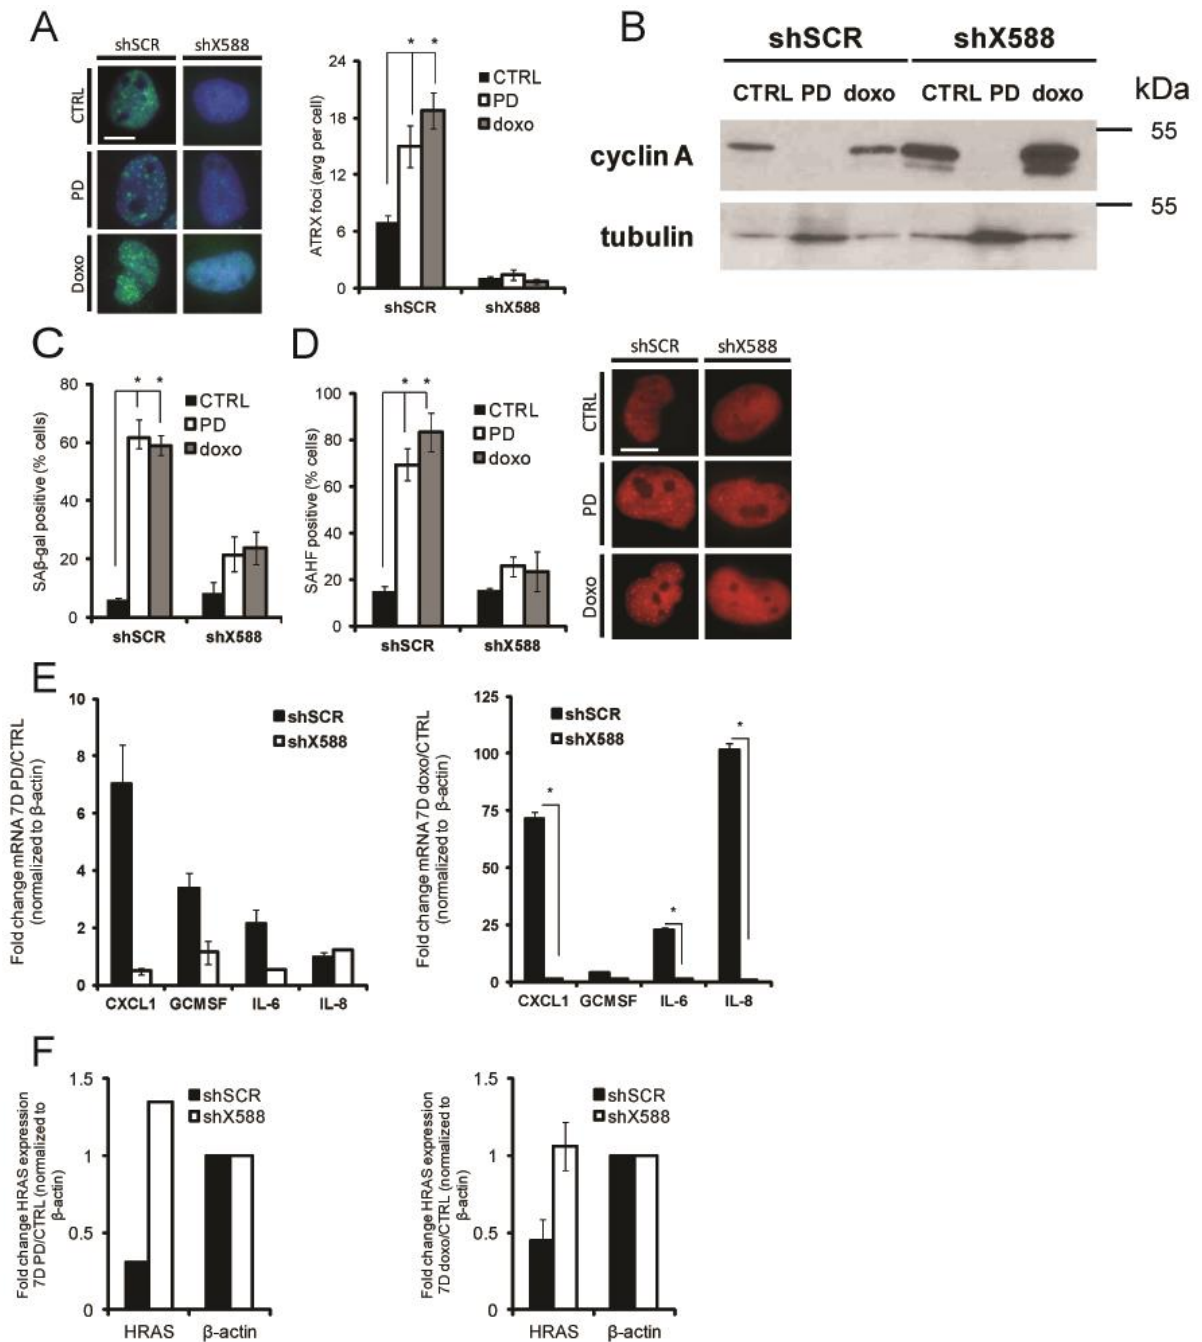 A
shSCR shX588
CTRL
PD
Doxo
ATRX foci (avg per cell)
24
18
12
6
0
* *
CTRL
PD
doxo
shSCR shX588
B
shSCR shX588
CTRL PD doxo CTRL PD doxo kDa
cyclin A
55
tubulin
55
C
SAβ-gal positive (% cells)
80
60
40
20
0
* *
CTRL
PD
doxo
shSCR shX588
D
SAHF positive (% cells)
100
80
60
40
20
0
* *
CTRL
PD
doxo
shSCR shX588
shSCR shX588
CTRL
PD
Doxo
E
Fold change mRNA 7D PD/CTRL
(normalized to β-actin)
10
8
6
4
2
0
shSCR
shX588
CXCL1 GCMSF IL-6 IL-8
Fold change mRNA 7D doxo/CTRL
(normalized to β-actin)
125
100
75
50
25
0
shSCR
shX588
*
*
*
CXCL1 GCMSF IL-6 IL-8
F
Fold change HRAS expression
7D PD/CTRL (normalized to
β-actin)
1.5
1
0.5
0
shSCR
shX588
HRAS β-actin
Fold change HRAS expression
7D doxo/CTRL (normalized to
β-actin)
1.5
1
0.5
0
shSCR
shX588
HRAS β-actin